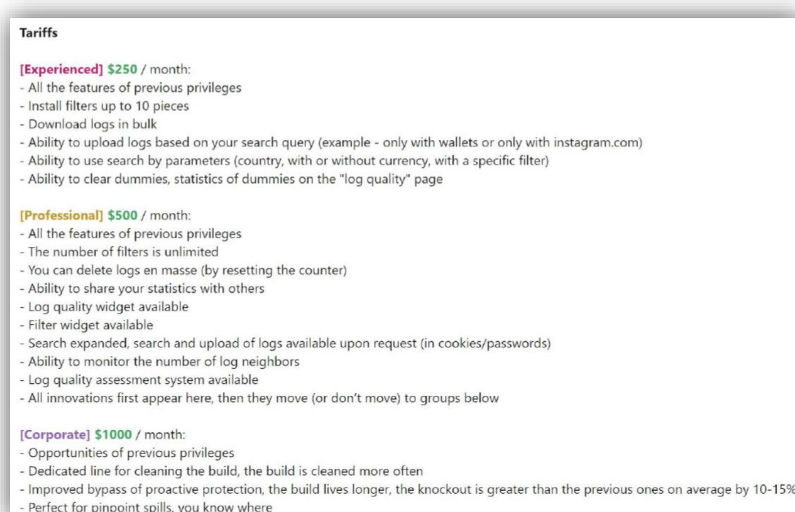 Tariffs
[Experienced] $250 / month:
- All the features of previous privileges
- Install filters up to 10 pieces
- Download logs in bulk
- Ability to upload logs based on your search query (example - only with wallets or only with instagram.com)
- Ability to use search by parameters (country, with or without currency, with a specific filter)
- Ability to clear dummies, statistics of dummies on the "log quality" page
[Professional] $500 / month:
- All the features of previous privileges
- The number of filters is unlimited
- You can delete logs en masse (by resetting the counter)
- Ability to share your statistics with others
- Log quality widget available
- Filter widget available
- Search expanded, search and upload of logs available upon request (in cookies/passwords)
- Ability to monitor the number of log neighbors
- Log quality assessment system available
- All innovations first appear here, then they move (or don't move) to groups below
[Corporate] $1000 / month:
- Opportunities of previous privileges
- Dedicated line for cleaning the build, the build is cleaned more often
- Improved bypass of proactive protection, the build lives longer, the knockout is greater than the previous ones on average by 10-15%
- Perfect for pinpoint spills, you know where